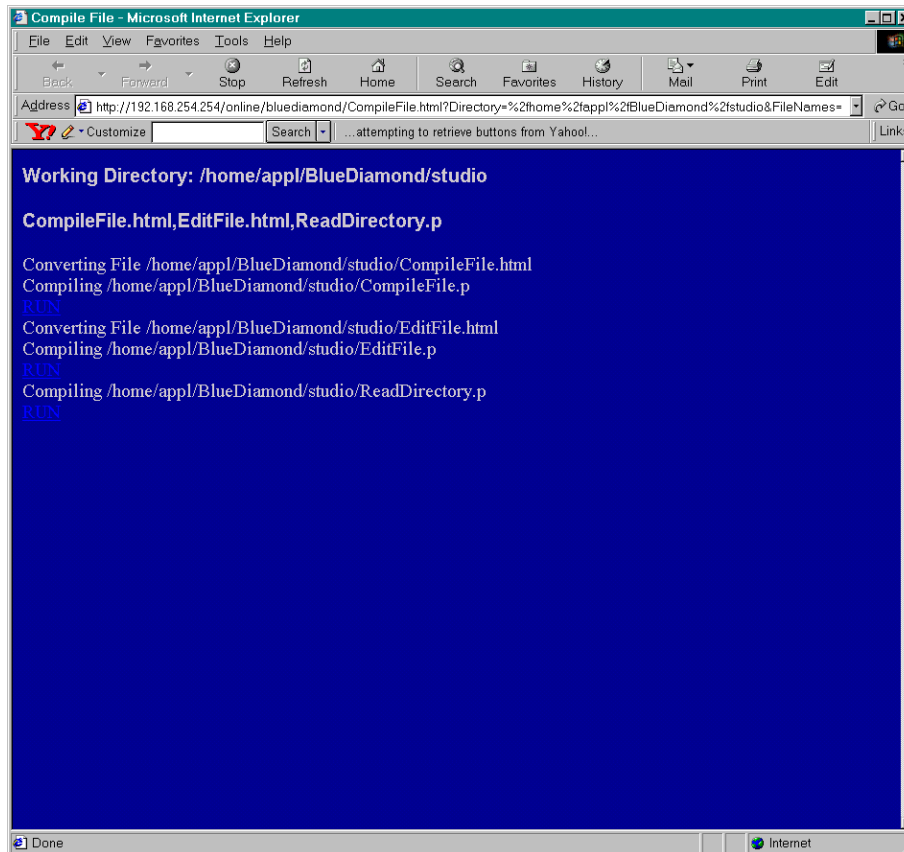 Compile File - Microsoft Internet Explorer
File Edit View Favorites Tools Help
Back Forward Stop Refresh Home Search Favorites History Mail Print Edit
Address http://192.168.254.254/online/bluediamond/CompileFile.html?Directory=%2fhome%2fappl%2fBlueDiamond%2fstudio&FileNames= Go
Y? Customize Search ...attempting to retrieve buttons from Yahoo!... Links
Working Directory: /home/appl/BlueDiamond/studio
CompileFile.html,EditFile.html,ReadDirectory.p
Converting File /home/appl/BlueDiamond/studio/CompileFile.html
Compiling /home/appl/BlueDiamond/studio/CompileFile.p
RUN
Converting File /home/appl/BlueDiamond/studio/EditFile.html
Compiling /home/appl/BlueDiamond/studio/EditFile.p
RUN
Compiling /home/appl/BlueDiamond/studio/ReadDirectory.p
RUN
Done Internet